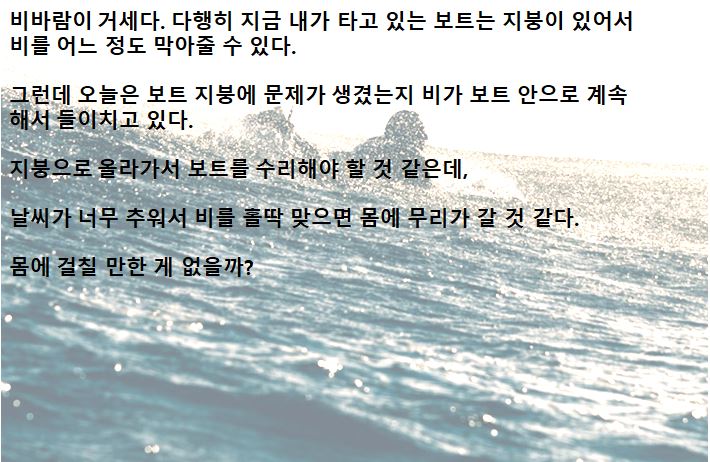 비바람이 거세다. 다행히 지금 내가 타고 있는 보트는 지붕이 있어서
비를 어느 정도 막아줄 수 있다.
그런데 오늘은 보트 지붕에 문제가 생겼는지 비가 보트 안으로 계속
해서 들이치고 있다.
지붕으로 올라가서 보트를 수리해야 할 것 같은데,
날씨가 너무 추워서 비를 홀딱 맞으면 몸에 무리가 갈 것 같다.
몸에 걸칠 만한 게 없을까?